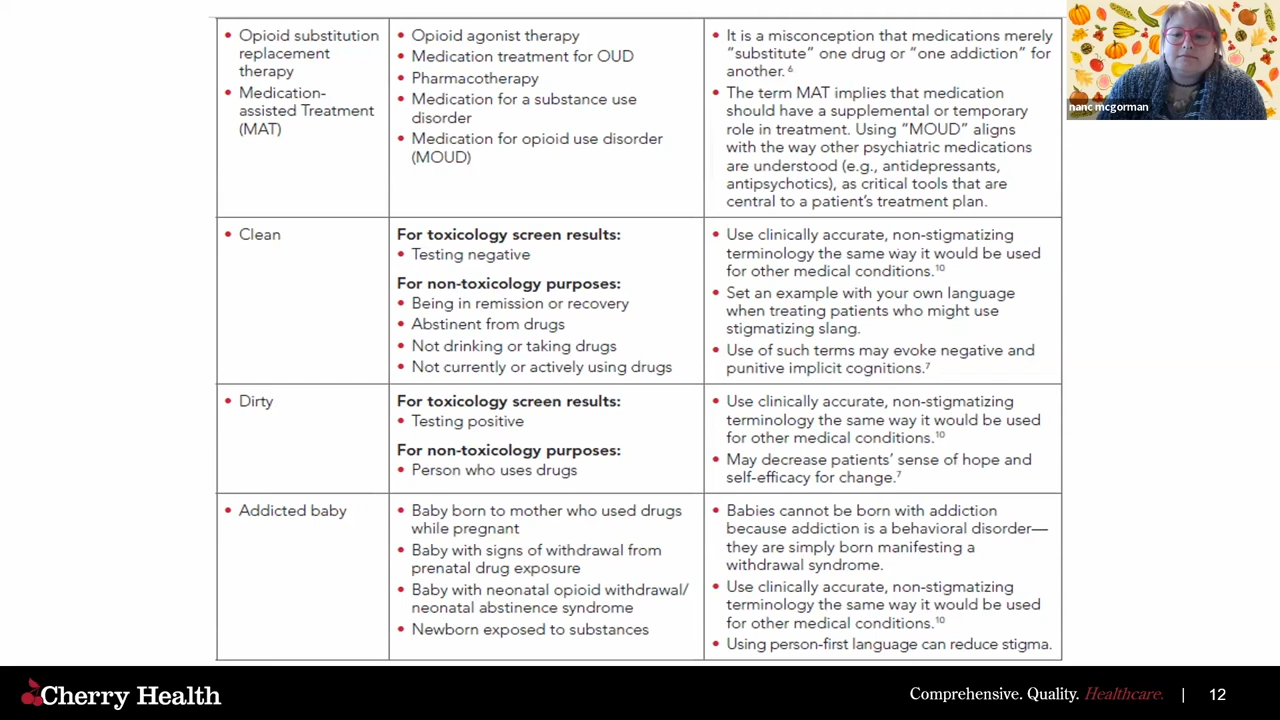 • Opioid substitution
replacement
therapy
• Medication-
assisted Treatment
(MAT)
• Opioid agonist therapy
• Medication treatment for OUD
• Pharmacotherapy
• Medication for a substance use
disorder
• Medication for opioid use disorder
(MOUD)
• It is a misconception that medications merely
“substitute” one drug or “one addiction” for
another.⁶
• The term MAT implies that medication
should have a supplemental or temporary
role in treatment. Using “MOUD” aligns
with the way other psychiatric medications
are understood (e.g., antidepressants,
antipsychotics), as critical tools that are
central to a patient’s treatment plan.
• Clean
For toxicology screen results:
• Testing negative
For non-toxicology purposes:
• Being in remission or recovery
• Abstinent from drugs
• Not drinking or taking drugs
• Not currently or actively using drugs
• Use clinically accurate, non-stigmatizing
terminology the same way it would be used
for other medical conditions.¹⁰
• Set an example with your own language
when treating patients who might use
stigmatizing slang.
• Use of such terms may evoke negative and
punitive implicit cognitions.⁷
• Dirty
For toxicology screen results:
• Testing positive
For non-toxicology purposes:
• Person who uses drugs
• Use clinically accurate, non-stigmatizing
terminology the same way it would be used
for other medical conditions.¹⁰
• May decrease patients’ sense of hope and
self-efficacy for change.⁷
• Addicted baby
• Baby born to mother who used drugs
while pregnant
• Baby with signs of withdrawal from
prenatal drug exposure
• Baby with neonatal opioid withdrawal/
neonatal abstinence syndrome
• Newborn exposed to substances
• Babies cannot be born with addiction
because addiction is a behavioral disorder—
they are simply born manifesting a
withdrawal syndrome.
• Use clinically accurate, non-stigmatizing
terminology the same way it would be used
for other medical conditions.¹⁰
• Using person-first language can reduce stigma.
nanc mcgorman
Cherry Health
Comprehensive. Quality. Healthcare. | 12